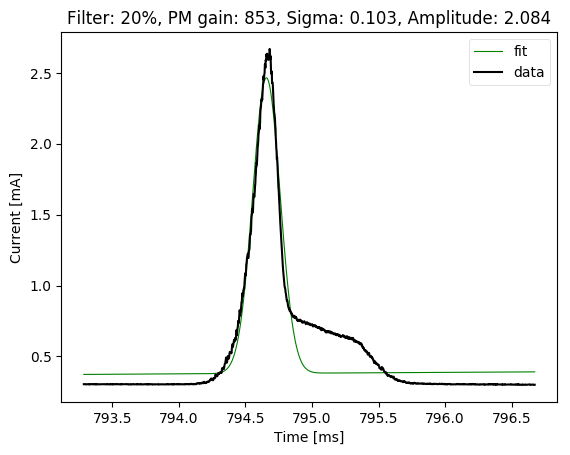 Filter: 20%, PM gain: 853, Sigma: 0.103, Amplitude: 2.084
fit
data
2.5
2.0
1.5
1.0
0.5
Current [mA]
793.5 794.0 794.5 795.0 795.5 796.0 796.5
Time [ms]